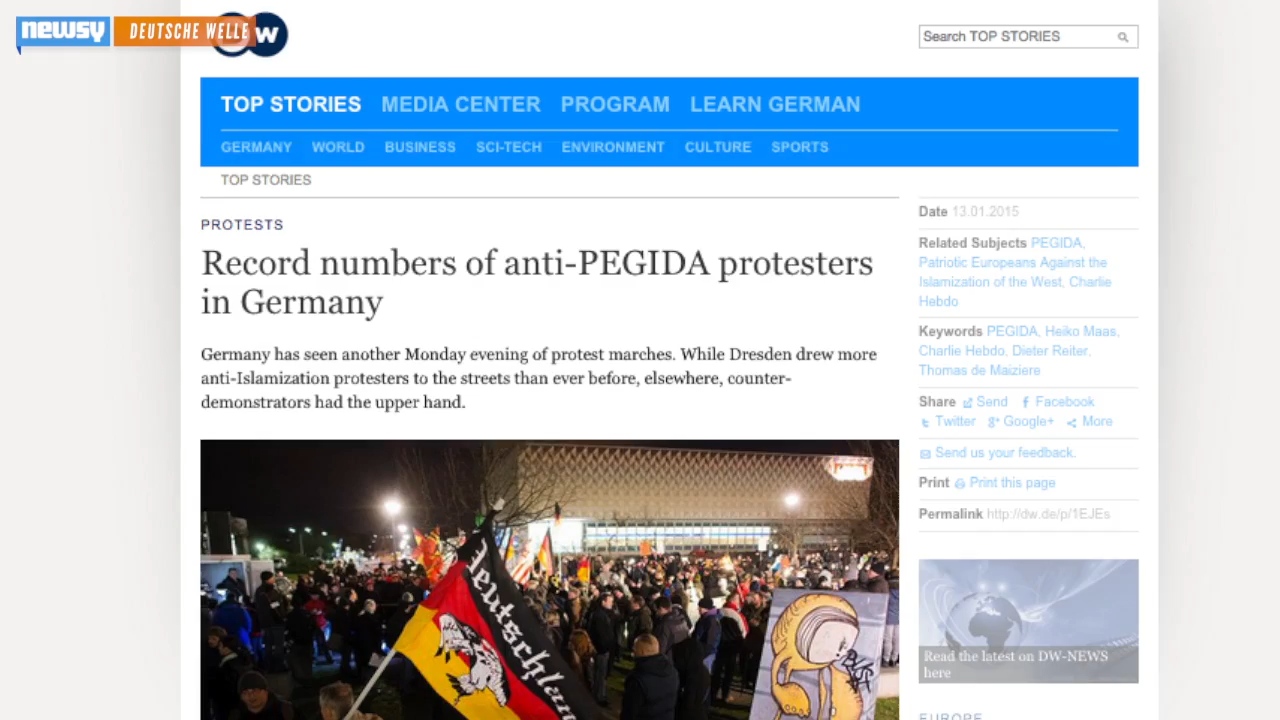 newsy
DEUTSCHE WELLE
DW
Search TOP STORIES
TOP STORIES MEDIA CENTER PROGRAM LEARN GERMAN
GERMANY WORLD BUSINESS SCI-TECH ENVIRONMENT CULTURE SPORTS
TOP STORIES
PROTESTS
Record numbers of anti-PEGIDA protesters
in Germany
Germany has seen another Monday evening of protest marches. While Dresden drew more
anti-Islamization protesters to the streets than ever before, elsewhere, counter-
demonstrators had the upper hand.
Deutschlan
Date 13.01.2015
Related Subjects PEGIDA,
Patriotic Europeans Against the
Islamization of the West, Charlie
Hebdo
Keywords PEGIDA, Heiko Maas,
Charlie Hebdo, Dieter Reiter,
Thomas de Maiziere
Share Send Facebook
Twitter Google+ More
Send us your feedback.
Print Print this page
Permalink http://dw.de/p/1EJEs
Read the latest on DW-NEWS
here
EUROPE